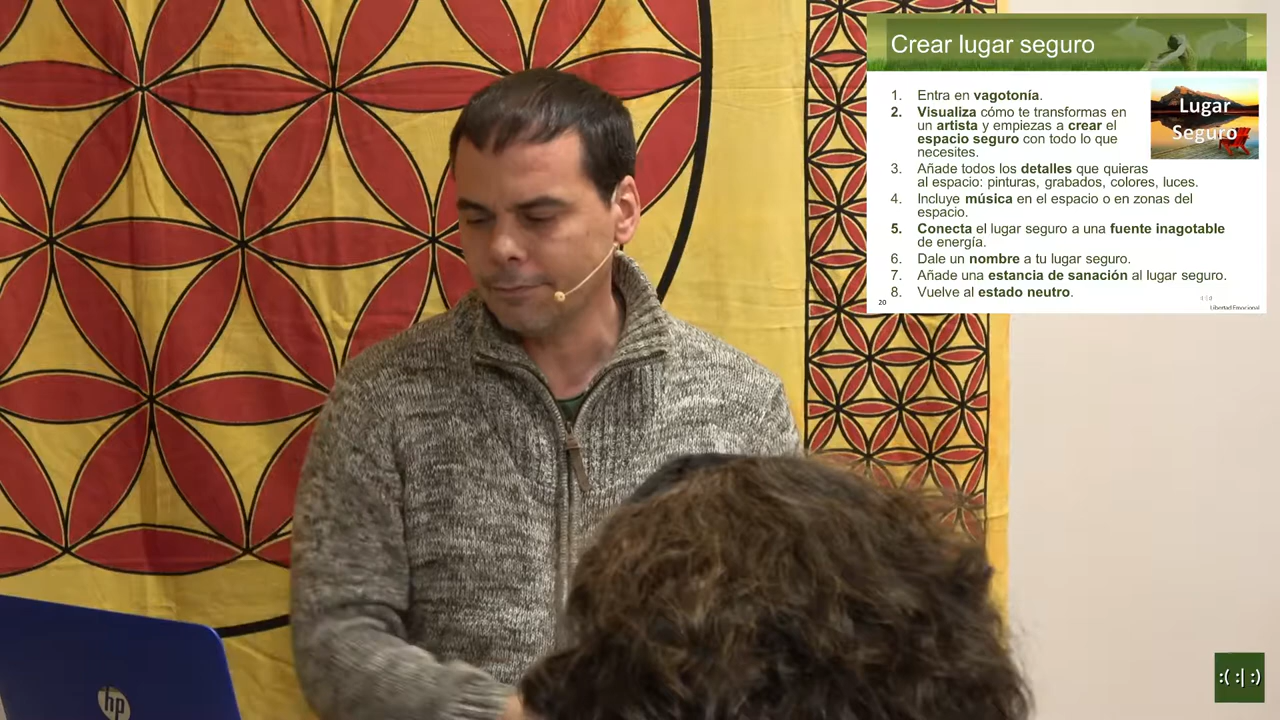 Crear lugar seguro
1. Entra en vagotonía.
2. Visualiza cómo te transformas en
un artista y empiezas a crear el
espacio seguro con todo lo que
necesites.
3. Añade todos los detalles que quieras
al espacio: pinturas, grabados, colores, luces.
4. Incluye música en el espacio o en zonas del
espacio.
5. Conecta el lugar seguro a una fuente inagotable
de energía.
6. Dale un nombre a tu lugar seguro.
7. Añade una estancia de sanación al lugar seguro.
8. Vuelve al estado neutro.
Lugar
Seguro
20
Libertad Emocional
hp
:( :| :)